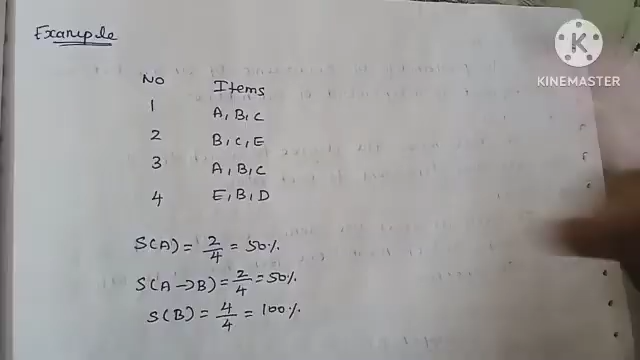 Example
KINEMASTER
No Items
1 A, B, C
2 B, C, E
3 A, B, C
4 E, B, D
S(A) = 2/4 = 50%
S(A→B) = 2/4 = 50%
S(B) = 4/4 = 100%